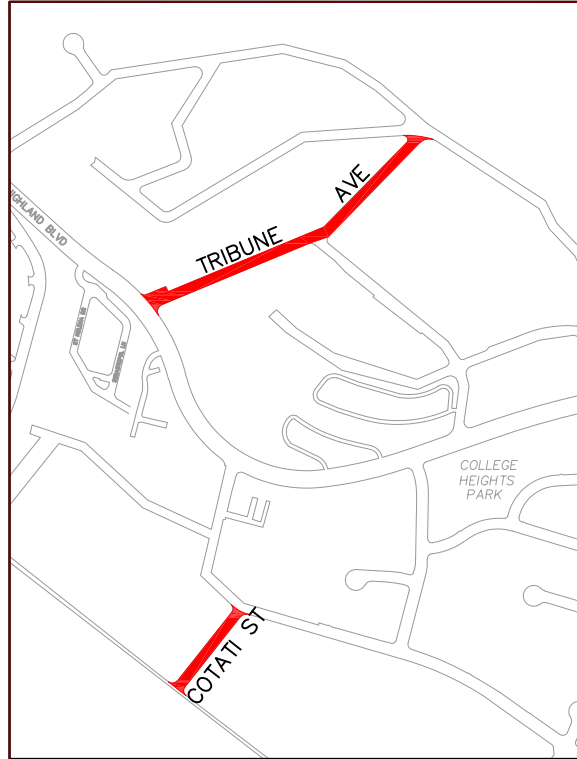 AVE
TRIBUNE
HIGHLAND BLVD
COLLEGE
HEIGHTS
PARK
COTATI ST